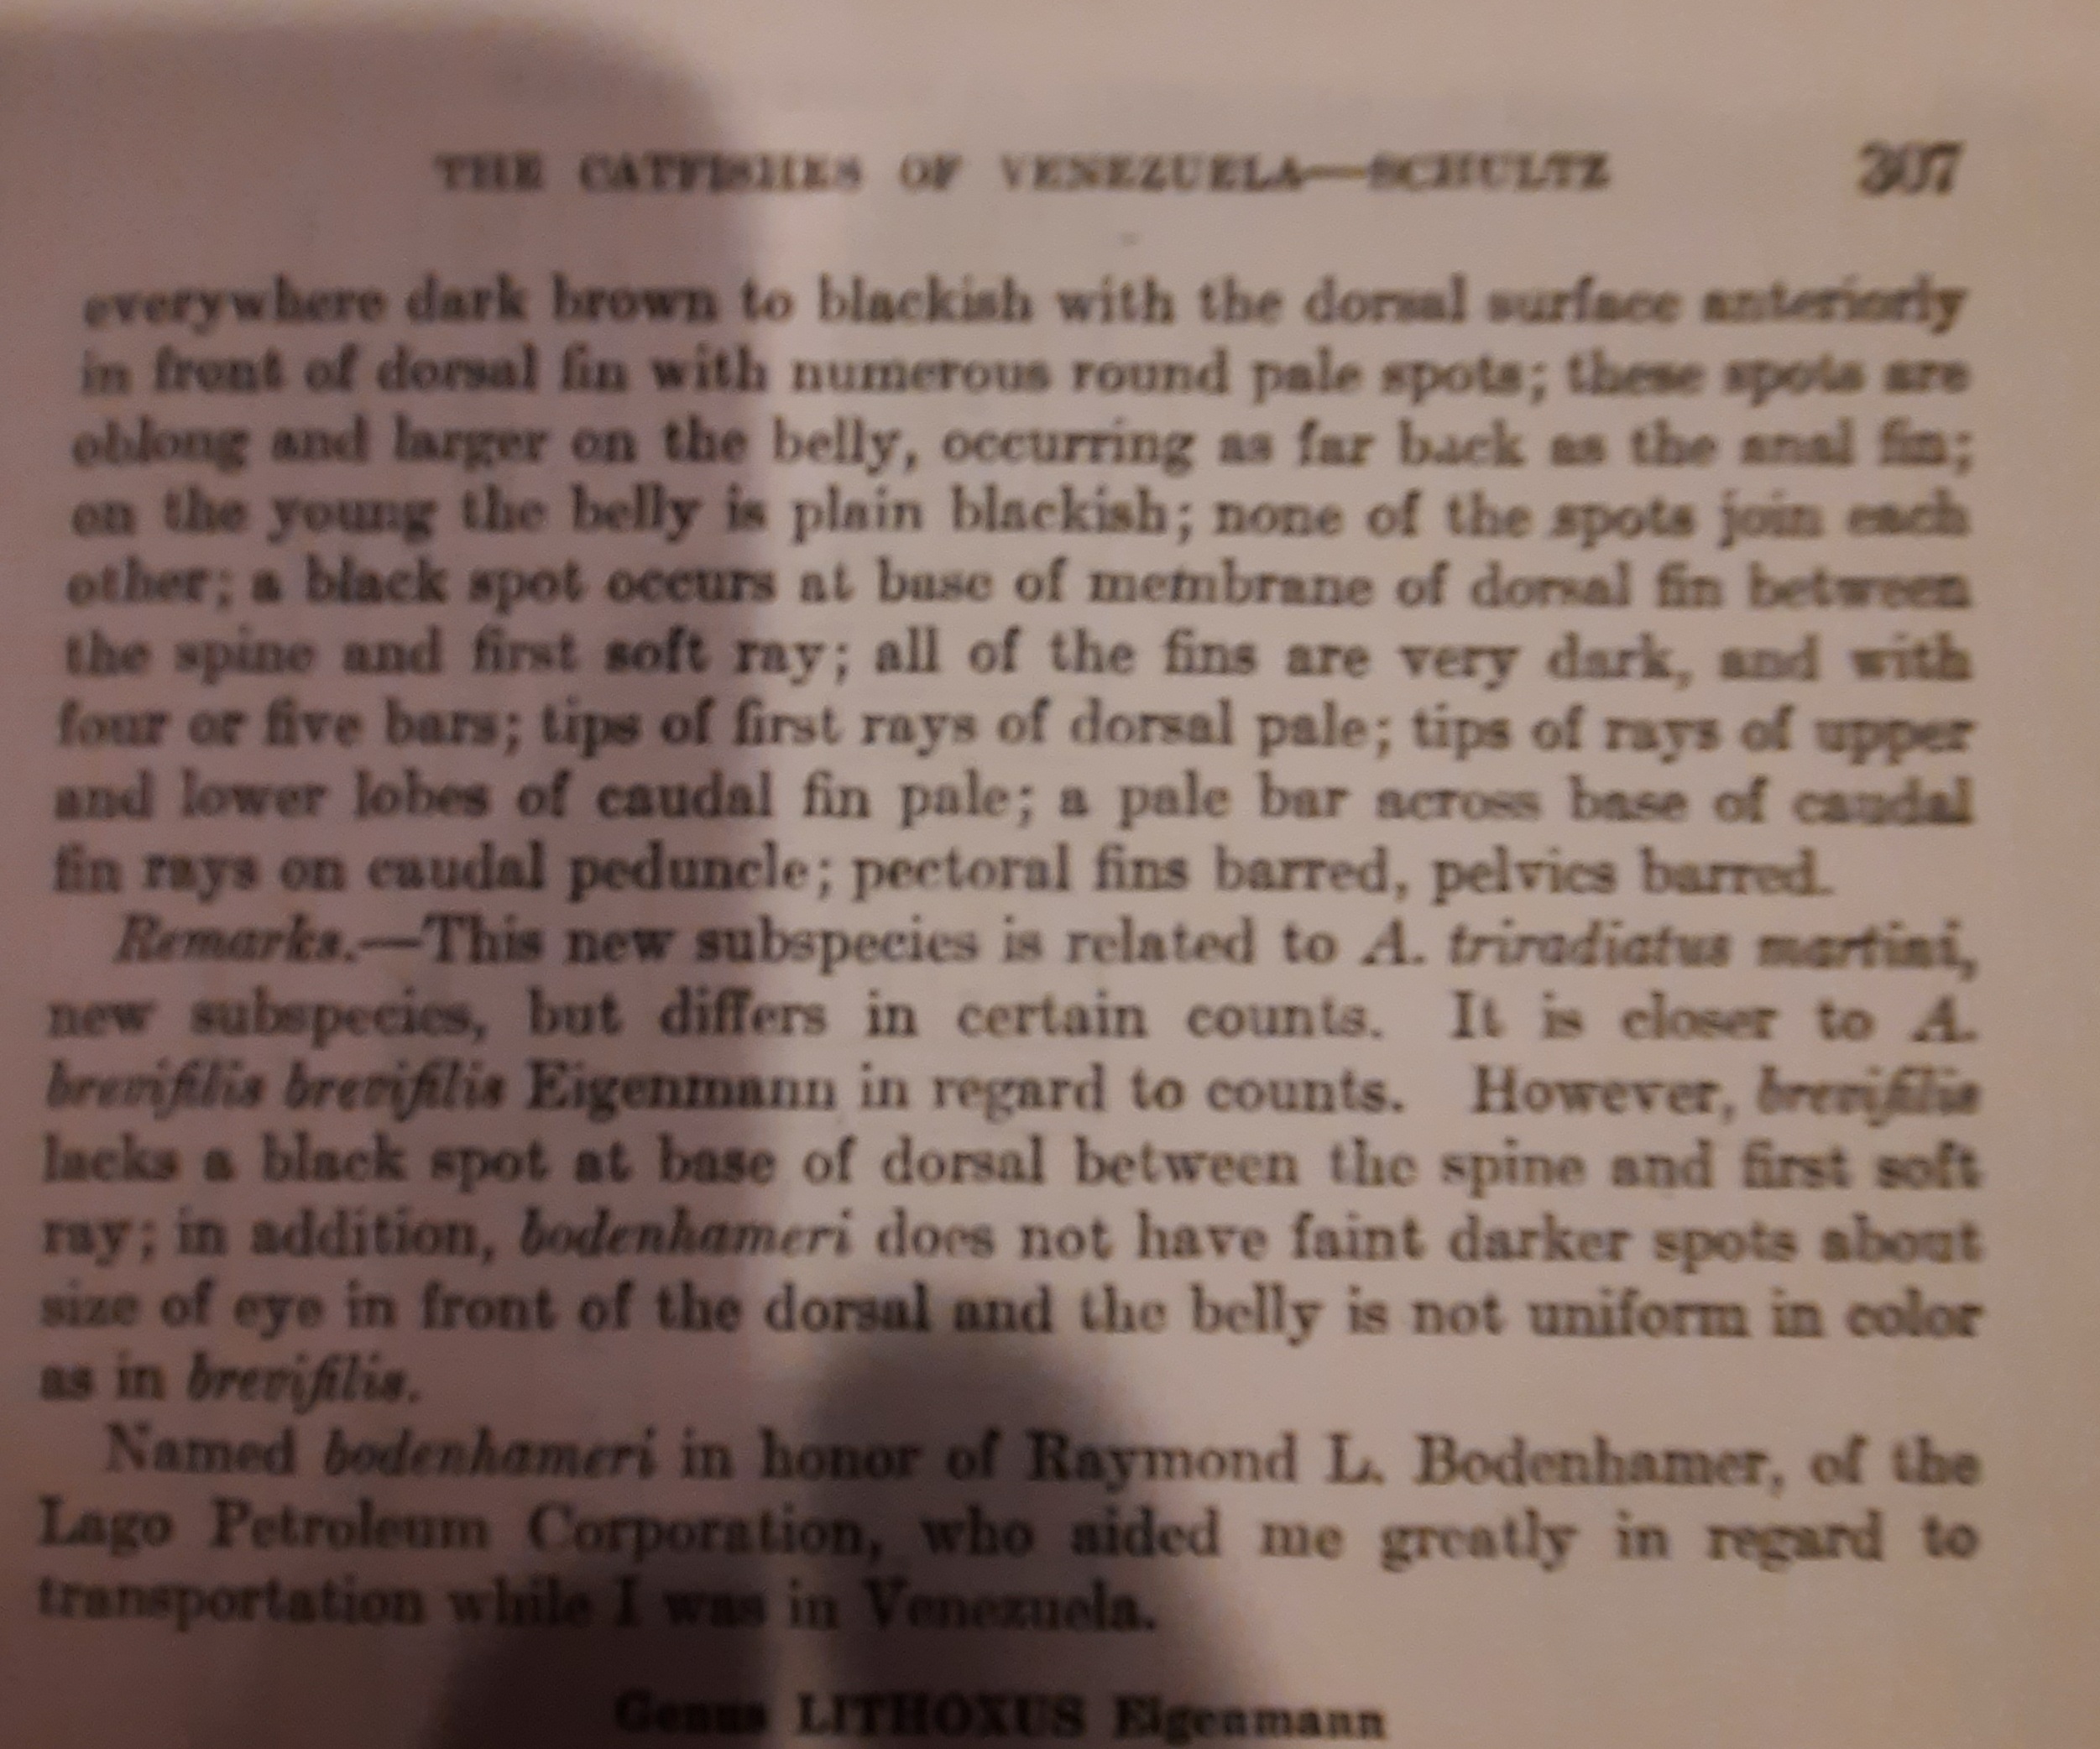 THE CATFISHES OF VENEZUELA—SCHULTZ 307
everywhere dark brown to blackish with the dorsal surface anteriorly
in front of dorsal fin with numerous round pale spots; these spots are
oblong and larger on the belly, occurring as far back as the anal fin;
on the young the belly is plain blackish; none of the spots join each
other; a black spot occurs at base of membrane of dorsal fin between
the spine and first soft ray; all of the fins are very dark, and with
four or five bars; tips of first rays of dorsal pale; tips of rays of upper
and lower lobes of caudal fin pale; a pale bar across base of caudal
fin rays on caudal peduncle; pectoral fins barred, pelvics barred.
Remarks.—This new subspecies is related to A. triradiatus martini,
new subspecies, but differs in certain counts. It is closer to A.
brevifilis brevifilis Eigenmann in regard to counts. However, brevifilis
lacks a black spot at base of dorsal between the spine and first soft
ray; in addition, bodenhameri does not have faint darker spots about
size of eye in front of the dorsal and the belly is not uniform in color
as in brevifilis.
Named bodenhameri in honor of Raymond L. Bodenhamer, of the
Lago Petroleum Corporation, who aided me greatly in regard to
transportation while I was in Venezuela.
Genus LITHOXUS Eigenmann